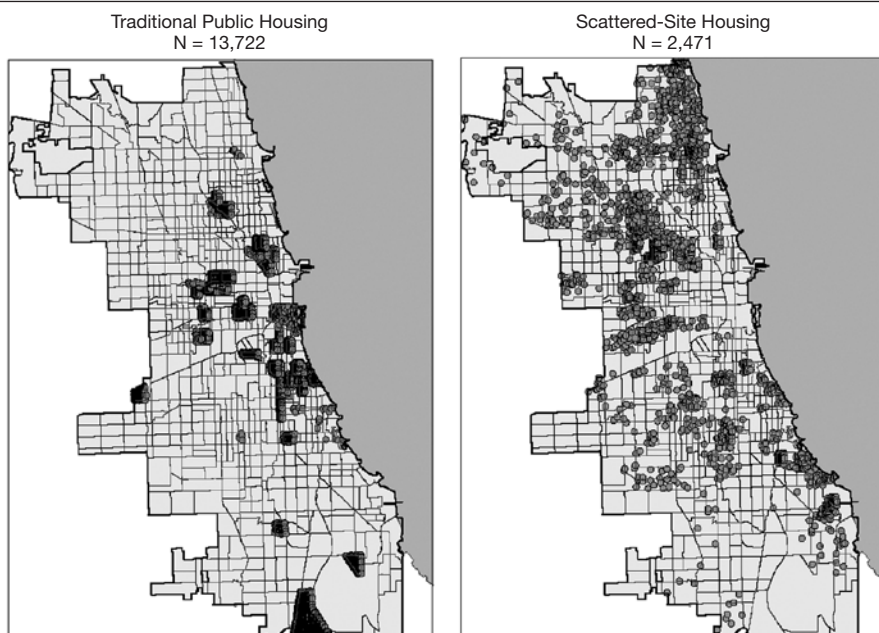 Traditional Public Housing
N = 13,722
Scattered-Site Housing
N = 2,471